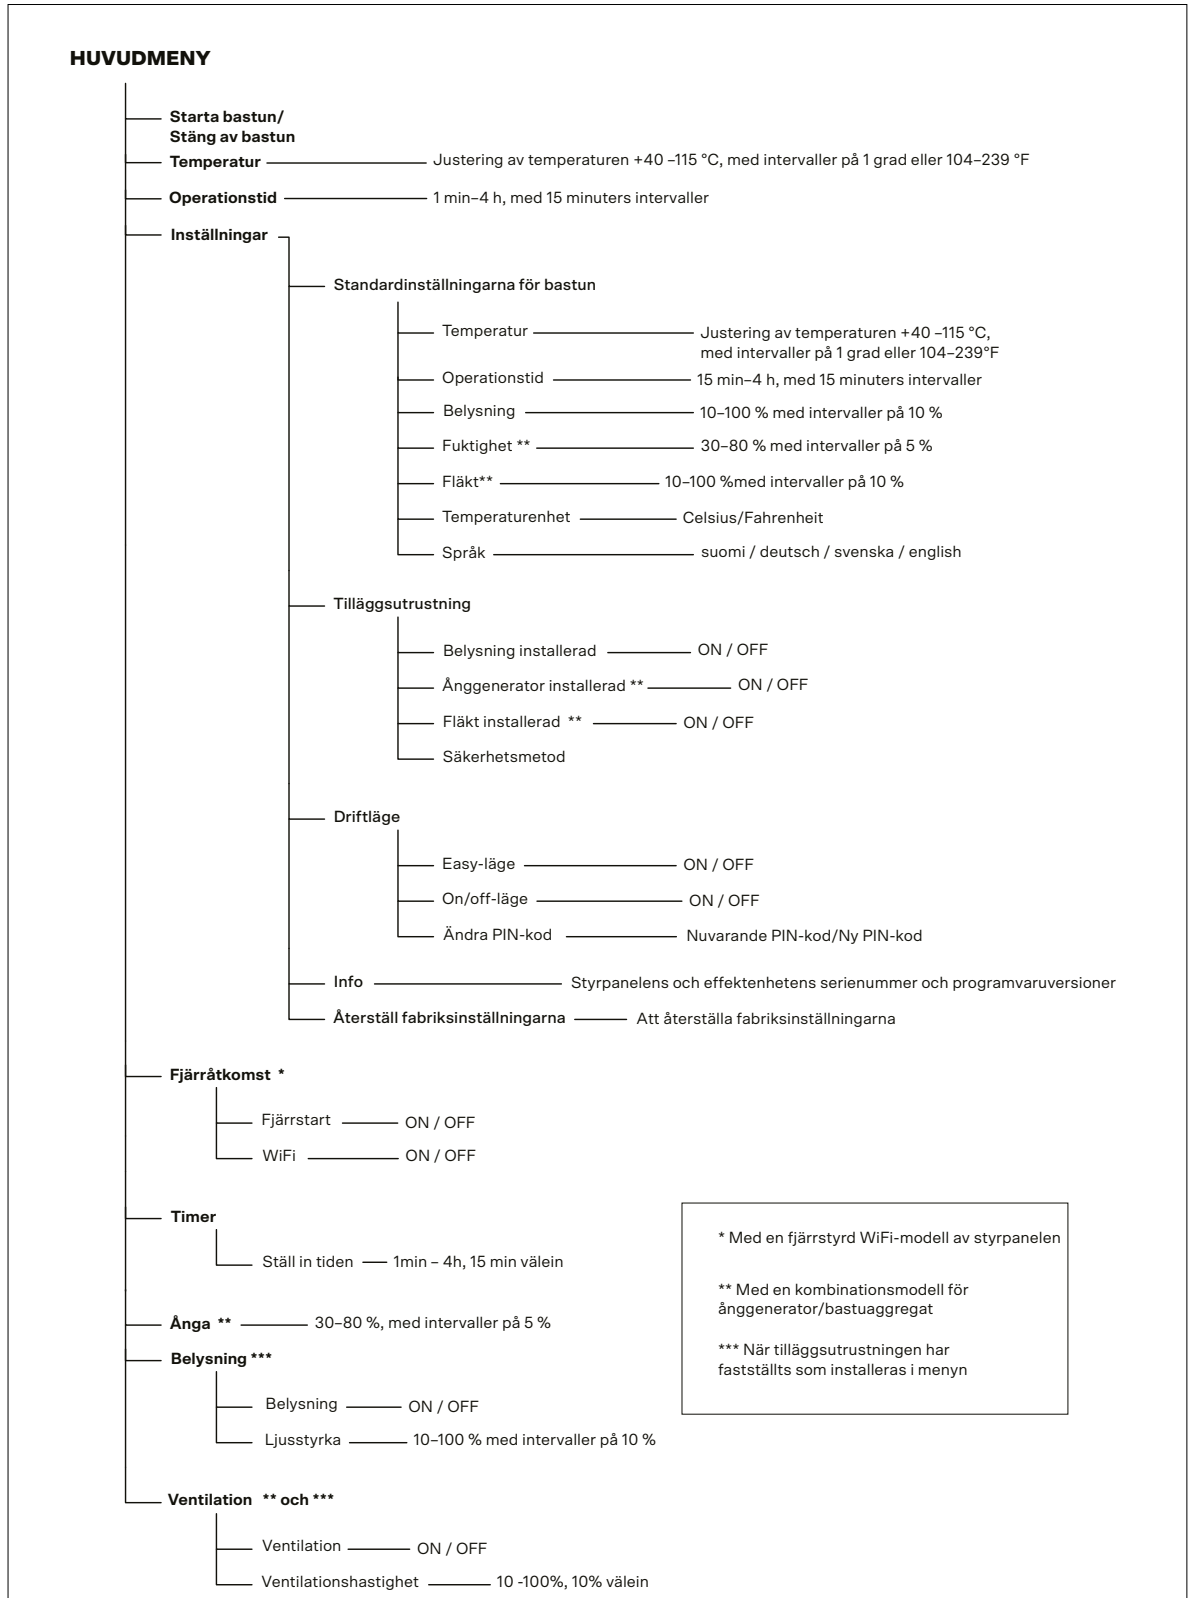 HUVUDMENY
Starta bastun/
Stäng av bastun
Temperatur Justering av temperaturen +40 –115 °C, med intervaller på 1 grad eller 104–239 °F
Operationstid 1 min–4 h, med 15 minuters intervaller
Inställningar
Standardinställningarna för bastun
Temperatur Justering av temperaturen +40 –115 °C,
med intervaller på 1 grad eller 104–239°F
Operationstid 15 min–4 h, med 15 minuters intervaller
Belysning 10–100 % med intervaller på 10 %
Fuktighet ** 30–80 % med intervaller på 5 %
Fläkt** 10–100 %med intervaller på 10 %
Temperaturenhet Celsius/Fahrenheit
Språk suomi / deutsch / svenska / english
Tilläggsutrustning
Belysning installerad ON / OFF
Ånggenerator installerad ** ON / OFF
Fläkt installerad ** ON / OFF
Säkerhetsmetod
Driftläge
Easy-läge ON / OFF
On/off-läge ON / OFF
Ändra PIN-kod Nuvarande PIN-kod/Ny PIN-kod
Info Styrpanelens och effektenhetens serienummer och programvaruversioner
Återställ fabriksinställningarna Att återställa fabriksinställningarna
Fjärråtkomst *
Fjärrstart ON / OFF
WiFi ON / OFF
Timer
Ställ in tiden 1min – 4h, 15 min välein
Ånga ** 30–80 %, med intervaller på 5 %
Belysning ***
Belysning ON / OFF
Ljusstyrka 10–100 % med intervaller på 10 %
Ventilation ** och ***
Ventilation ON / OFF
Ventilationshastighet 10 -100%, 10% välein
* Med en fjärrstyrd WiFi-modell av styrpanelen
** Med en kombinationsmodell för
ånggenerator/bastuaggregat
*** När tilläggsutrustningen har
fastställts som installeras i menyn